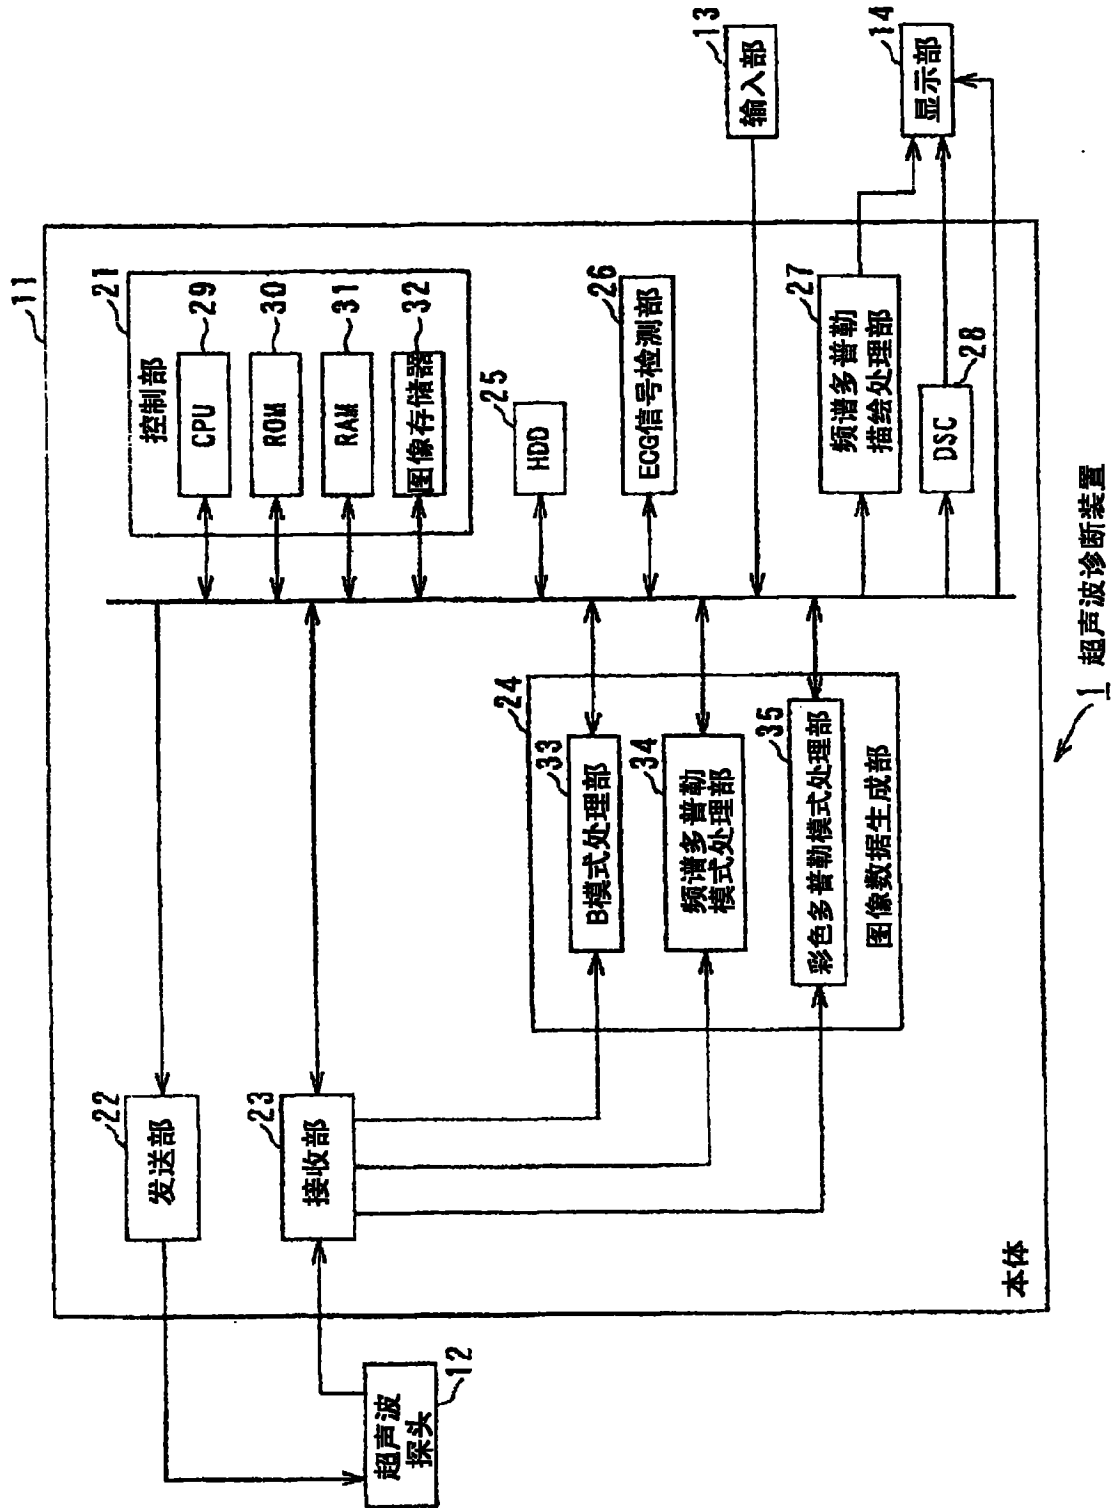 11
21
控制部
CPU
29
ROM
30
RAM
31
图像存储器
32
22
发送部
23
接收部
HDD
25
ECG信号检测部
26
24
33
B模式处理部
34
频谱多普勒
模式处理部
35
彩色多普勒模式处理部
图像数据生成部
27
频谱多普勒
描绘处理部
DSC
28
13
输入部
14
显示部
超声波
探头
12
本体
1 超声波诊断装置